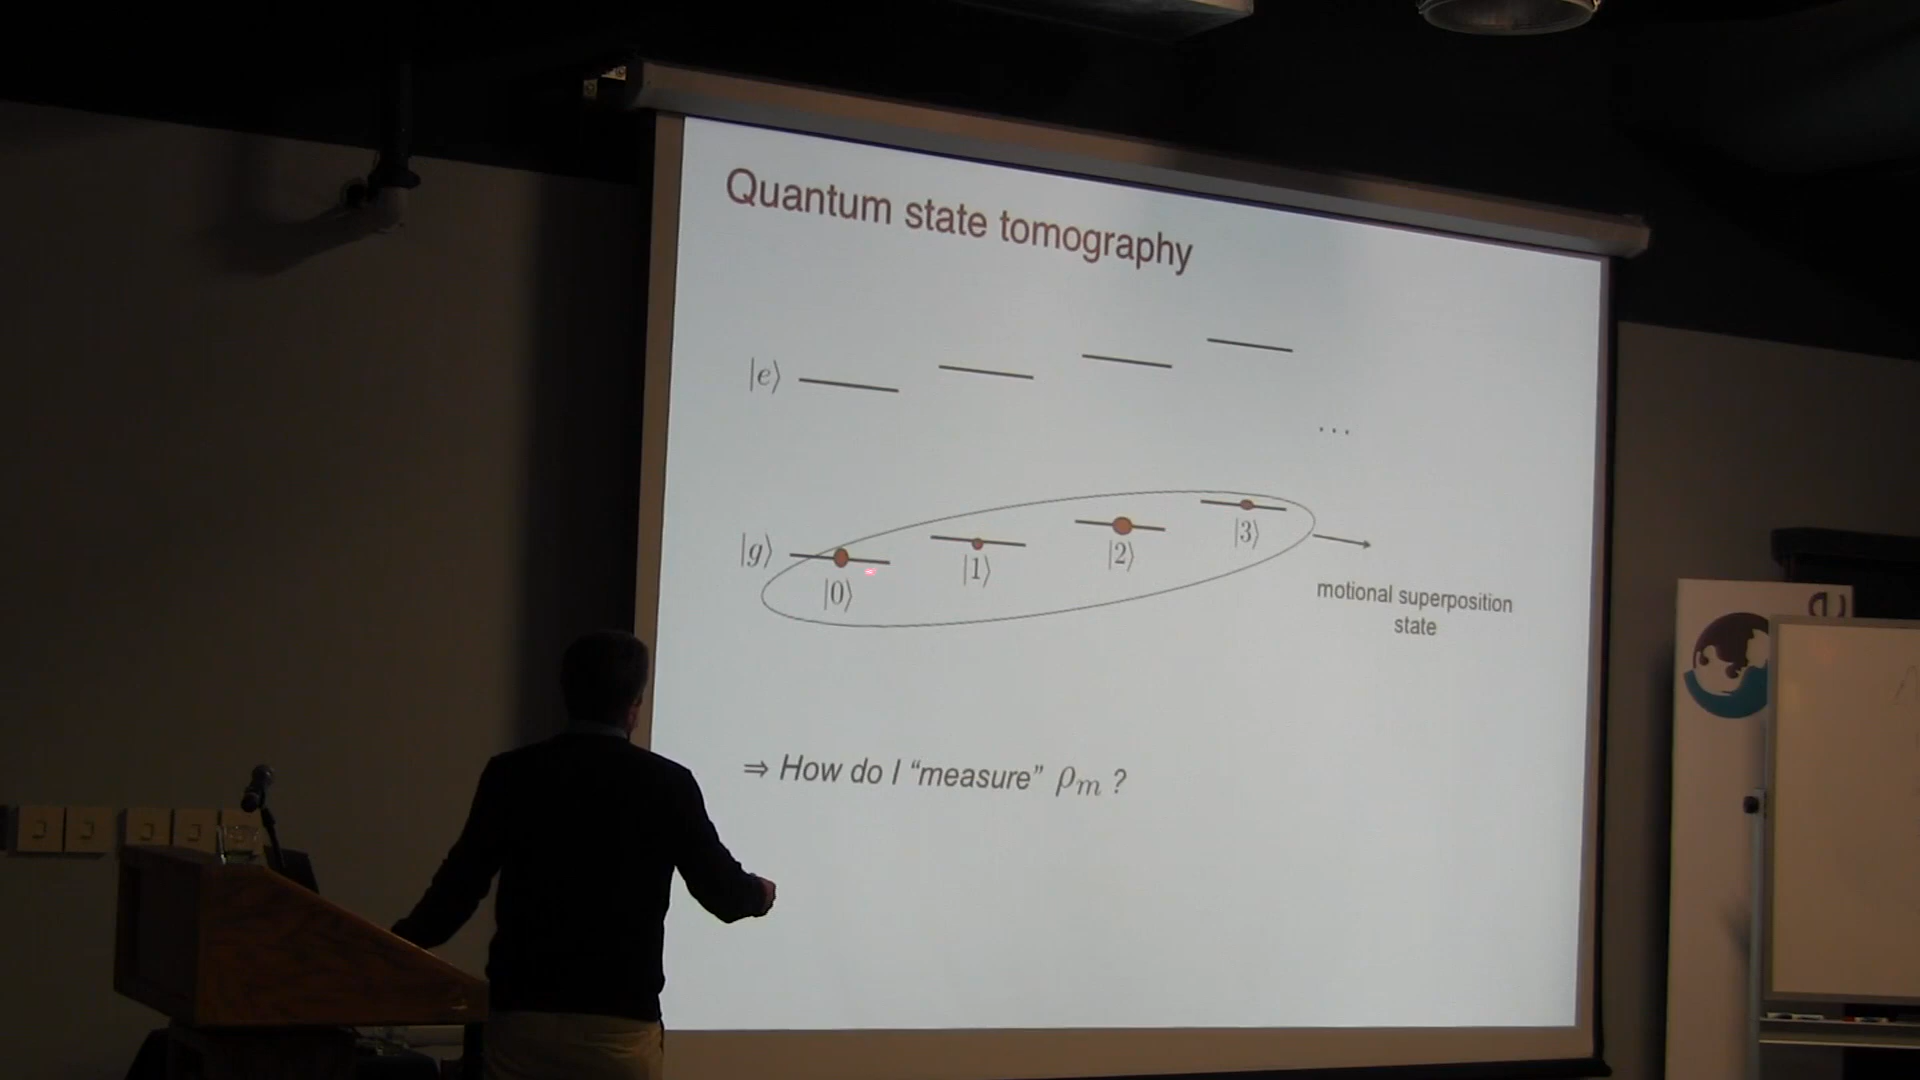 Quantum state tomography
|e⟩
...
|g⟩
|0⟩
|1⟩
|2⟩
|3⟩
motional superposition
state
⇒ How do I “measure” ρₘ ?